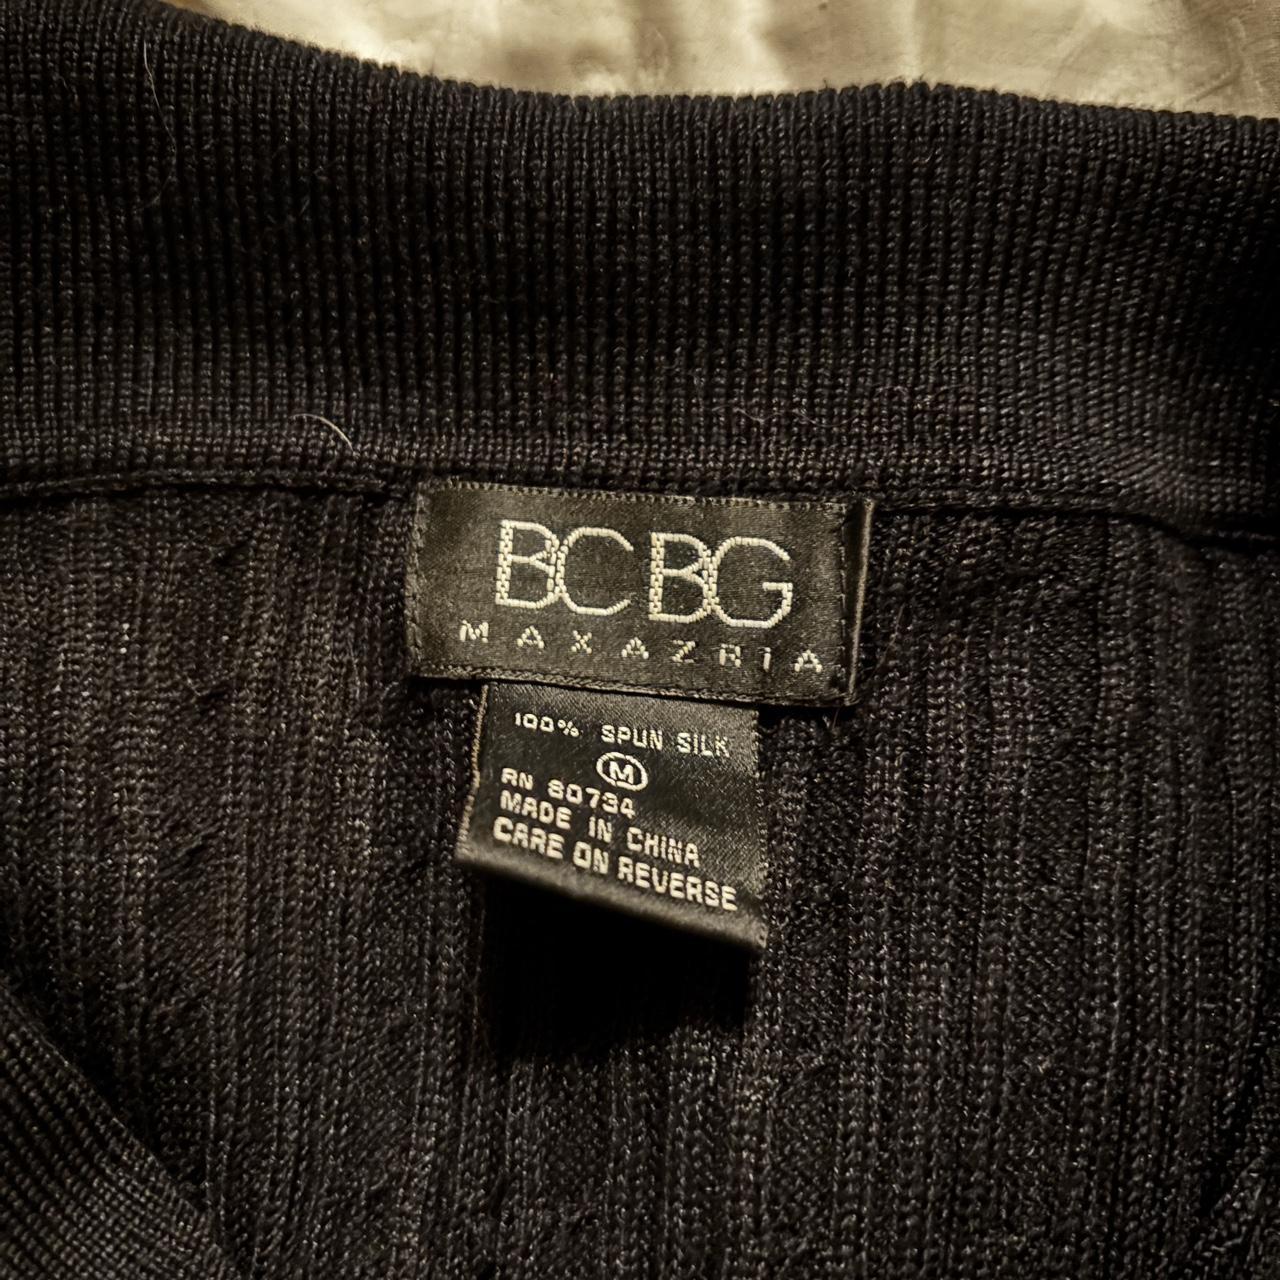 BCBG
MAXAZRiA
100% SPUN SILK
M
RN 80734
MADE IN CHINA
CARE ON REVERSE